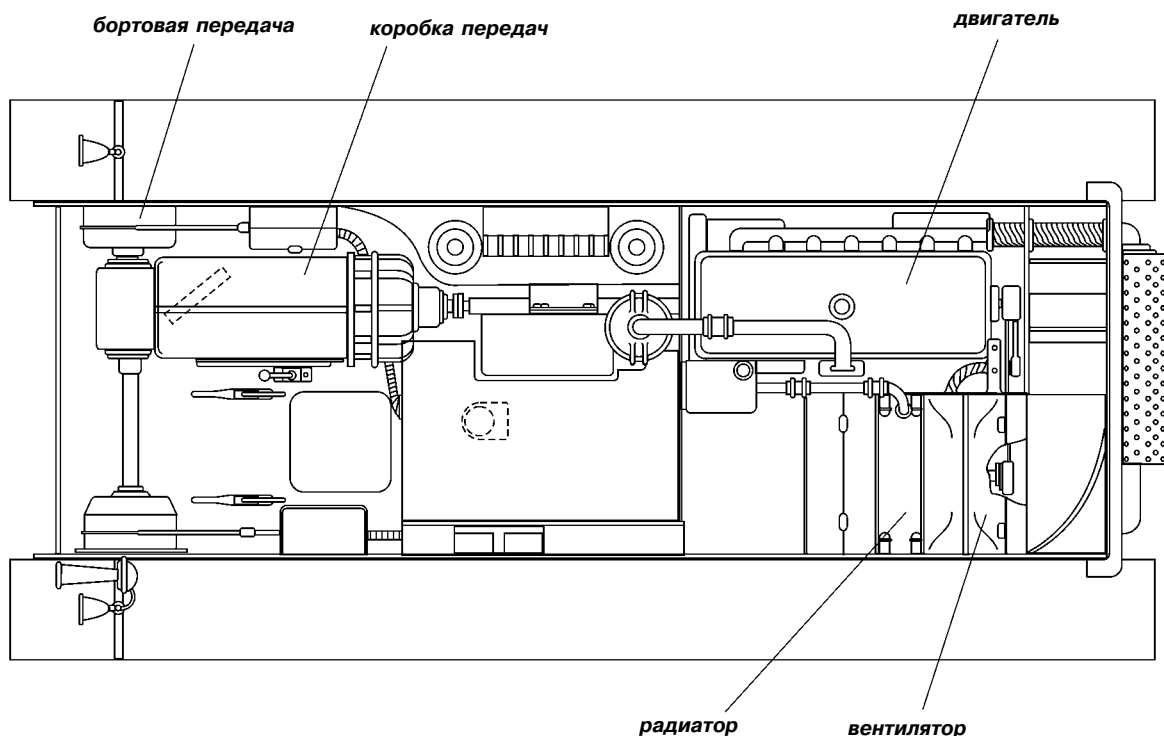 бортовая передача
коробка передач
двигатель
радиатор
вентилятор